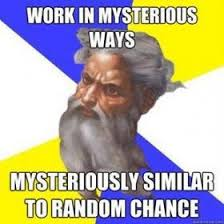 WORK IN MYSTERIOUS
WAYS
MYSTERIOUSLY SIMILAR
TO RANDOM CHANCE